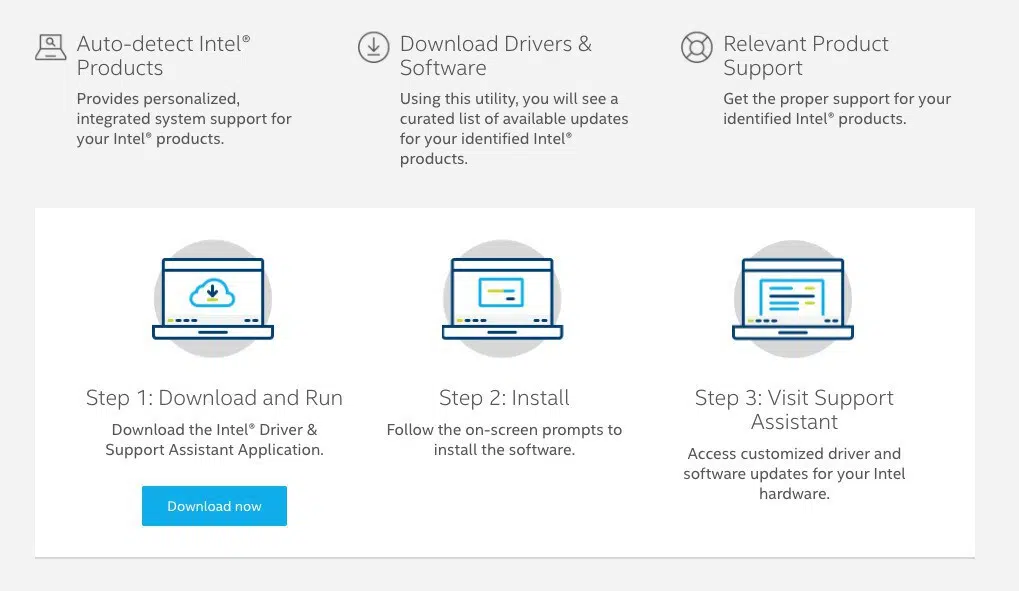 Auto-detect Intel®
Products
Provides personalized,
integrated system support for
your Intel® products.
Download Drivers &
Software
Using this utility, you will see a
curated list of available updates
for your identified Intel®
products.
Relevant Product
Support
Get the proper support for your
identified Intel® products.
Step 1: Download and Run
Download the Intel® Driver &
Support Assistant Application.
Download now
Step 2: Install
Follow the on-screen prompts to
install the software.
Step 3: Visit Support
Assistant
Access customized driver and
software updates for your Intel
hardware.